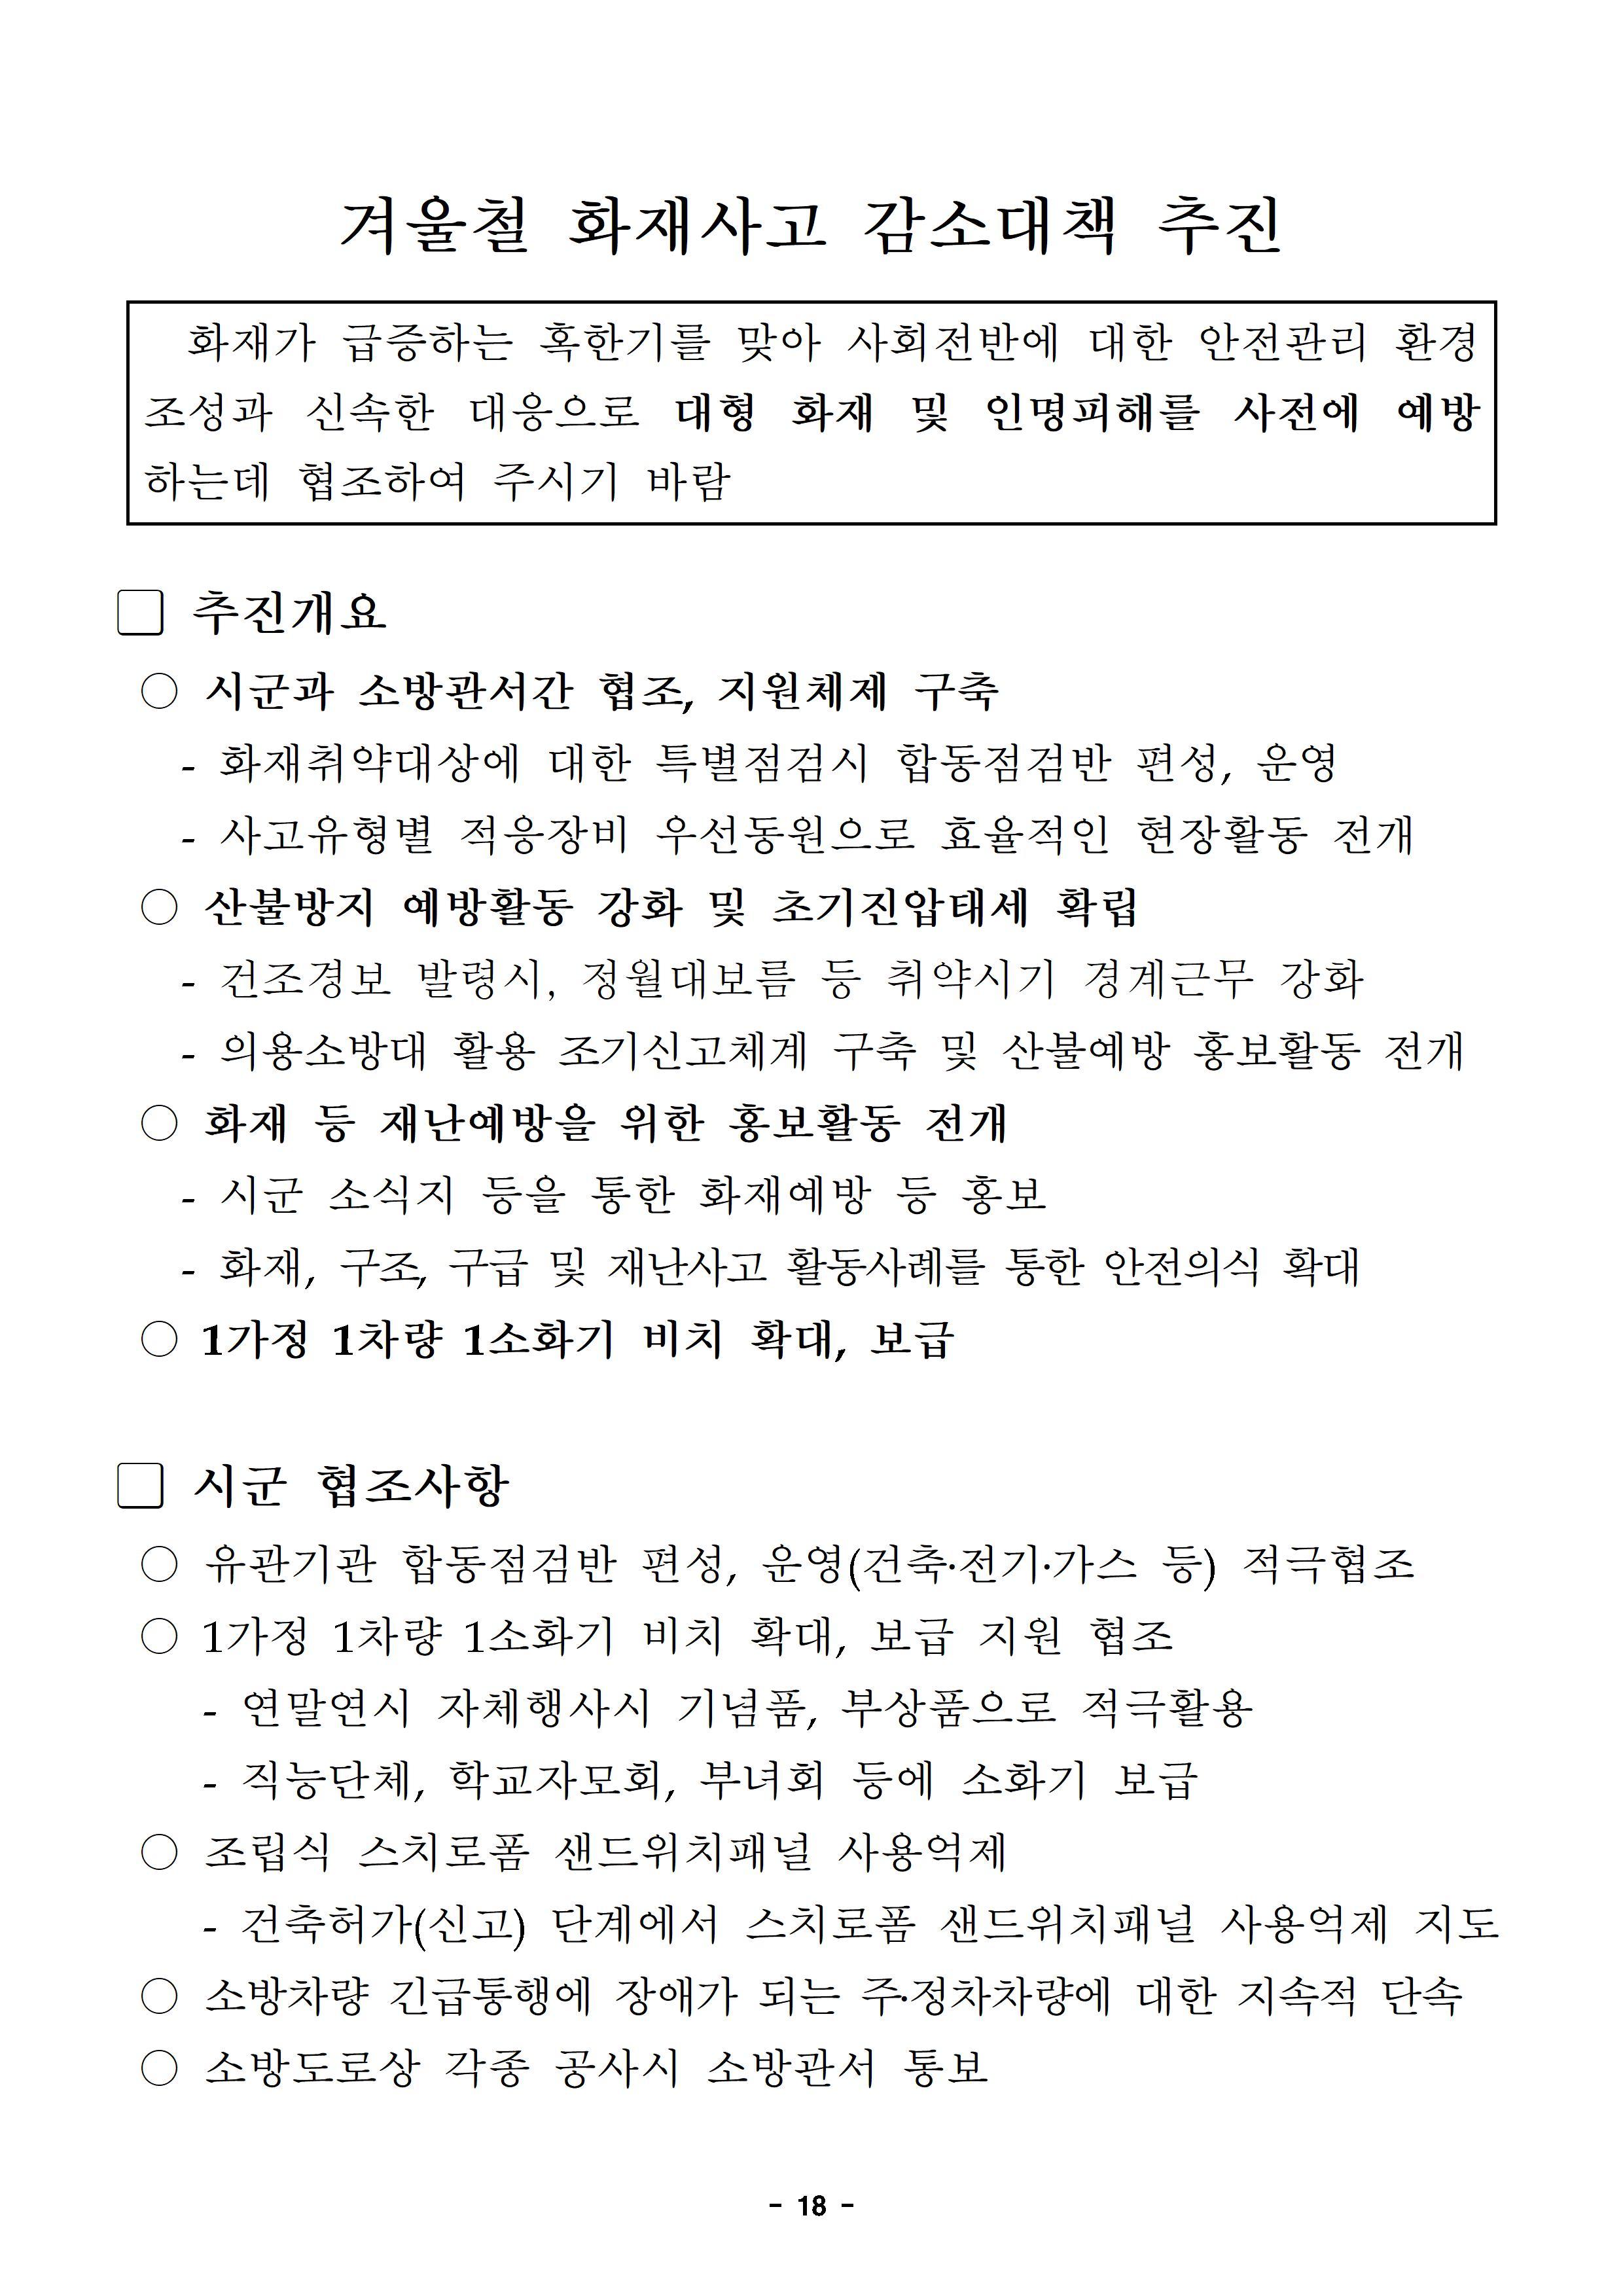 겨울철 화재사고 감소대책 추진
화재가 급증하는 혹한기를 맞아 사회전반에 대한 안전관리 환경
조성과 신속한 대응으로 대형 화재 및 인명피해를 사전에 예방
하는데 협조하여 주시기 바람
□ 추진개요
○ 시군과 소방관서간 협조, 지원체제 구축
- 화재취약대상에 대한 특별점검시 합동점검반 편성, 운영
- 사고유형별 적응장비 우선동원으로 효율적인 현장활동 전개
○ 산불방지 예방활동 강화 및 초기진압태세 확립
- 건조경보 발령시, 정월대보름 등 취약시기 경계근무 강화
- 의용소방대 활용 조기신고체계 구축 및 산불예방 홍보활동 전개
○ 화재 등 재난예방을 위한 홍보활동 전개
- 시군 소식지 등을 통한 화재예방 등 홍보
- 화재, 구조, 구급 및 재난사고 활동사례를 통한 안전의식 확대
○ 1가정 1차량 1소화기 비치 확대, 보급
□ 시군 협조사항
○ 유관기관 합동점검반 편성, 운영(건축·전기·가스 등) 적극협조
○ 1가정 1차량 1소화기 비치 확대, 보급 지원 협조
- 연말연시 자체행사시 기념품, 부상품으로 적극활용
- 직능단체, 학교자모회, 부녀회 등에 소화기 보급
○ 조립식 스치로폼 샌드위치패널 사용억제
- 건축허가(신고) 단계에서 스치로폼 샌드위치패널 사용억제 지도
○ 소방차량 긴급통행에 장애가 되는 주·정차차량에 대한 지속적 단속
○ 소방도로상 각종 공사시 소방관서 통보
- 18 -